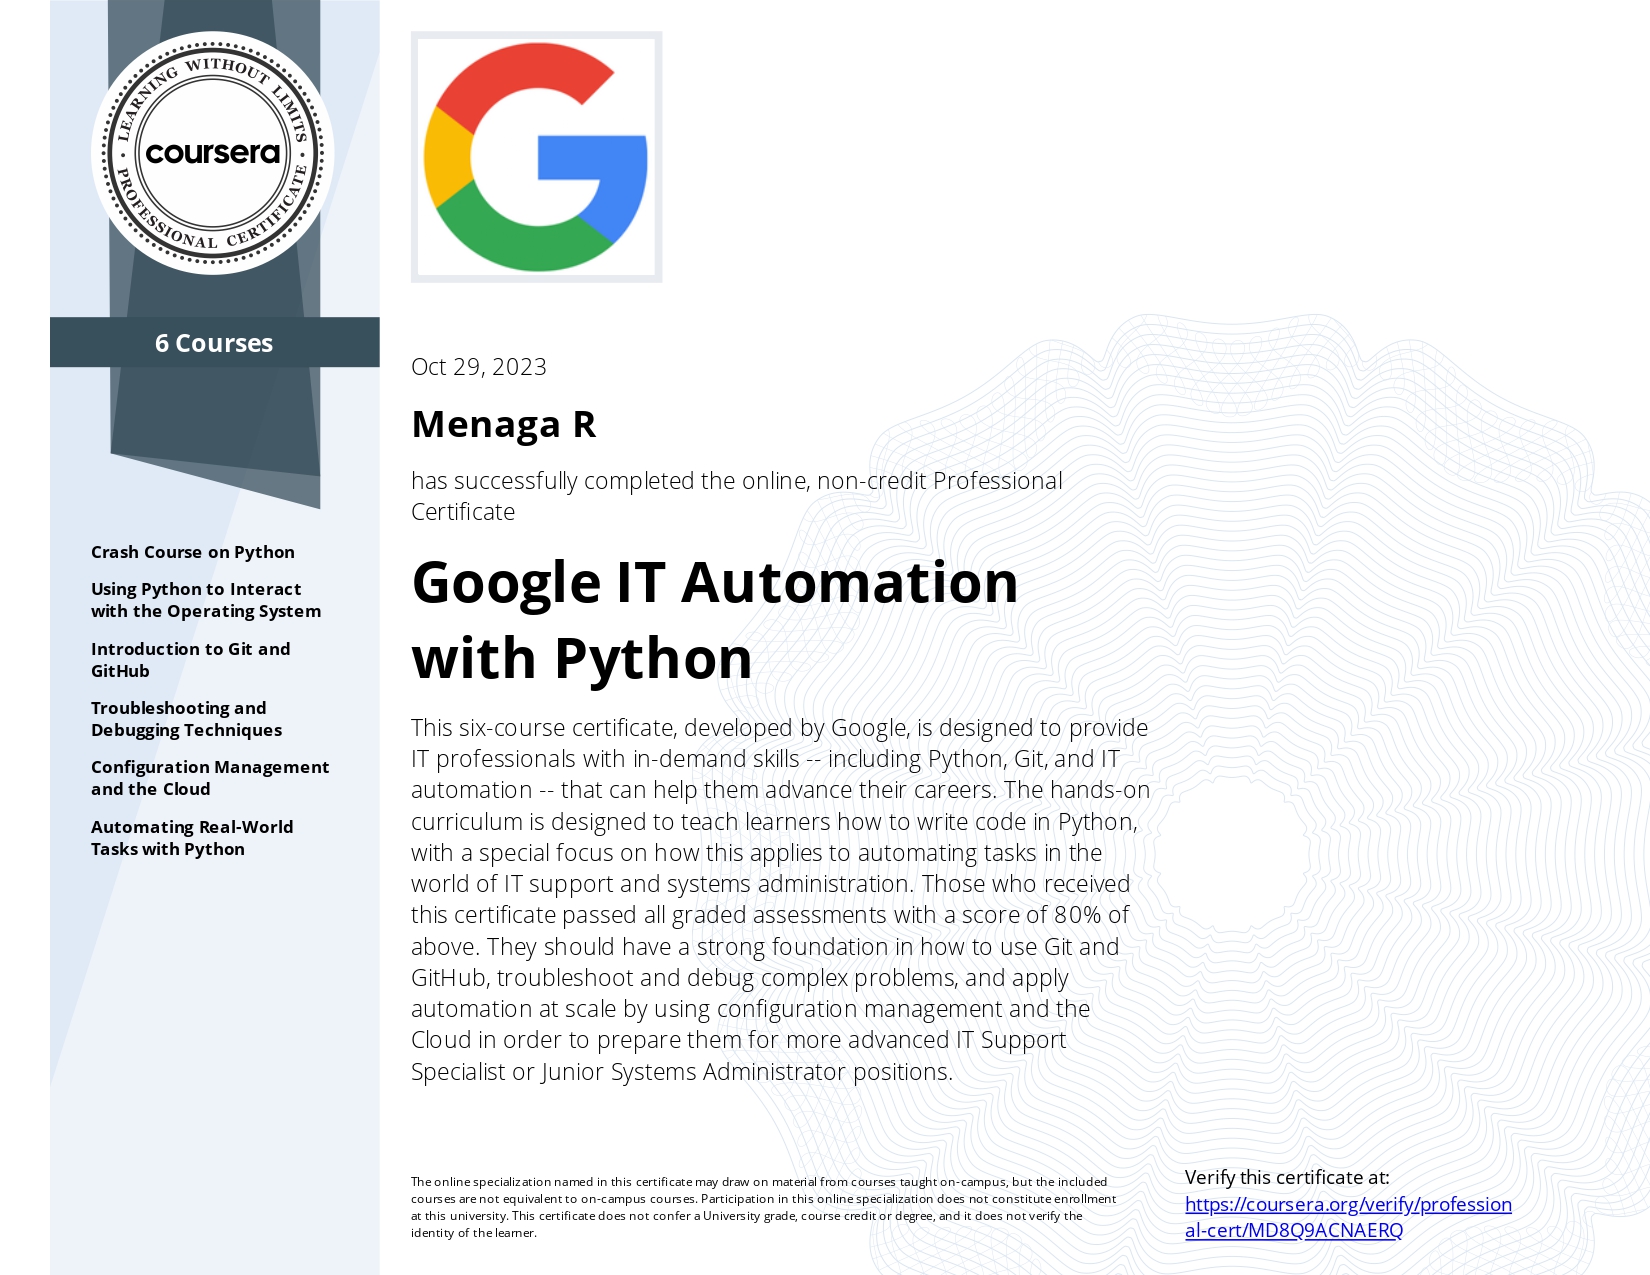 LEARNING WITHOUT LIMITS
coursera
PROFESSIONAL CERTIFICATE
6 Courses
Crash Course on Python
Using Python to Interact
with the Operating System
Introduction to Git and
GitHub
Troubleshooting and
Debugging Techniques
Configuration Management
and the Cloud
Automating Real-World
Tasks with Python
Oct 29, 2023
Menaga R
has successfully completed the online, non-credit Professional
Certificate
Google IT Automation
with Python
This six-course certificate, developed by Google, is designed to provide
IT professionals with in-demand skills -- including Python, Git, and IT
automation -- that can help them advance their careers. The hands-on
curriculum is designed to teach learners how to write code in Python,
with a special focus on how this applies to automating tasks in the
world of IT support and systems administration. Those who received
this certificate passed all graded assessments with a score of 80% of
above. They should have a strong foundation in how to use Git and
GitHub, troubleshoot and debug complex problems, and apply
automation at scale by using configuration management and the
Cloud in order to prepare them for more advanced IT Support
Specialist or Junior Systems Administrator positions.
The online specialization named in this certificate may draw on material from courses taught on-campus, but the included
courses are not equivalent to on-campus courses. Participation in this online specialization does not constitute enrollment
at this university. This certificate does not confer a University grade, course credit or degree, and it does not verify the
identity of the learner.
Verify this certificate at:
https://coursera.org/verify/profession
al-cert/MD8Q9ACNAERQ